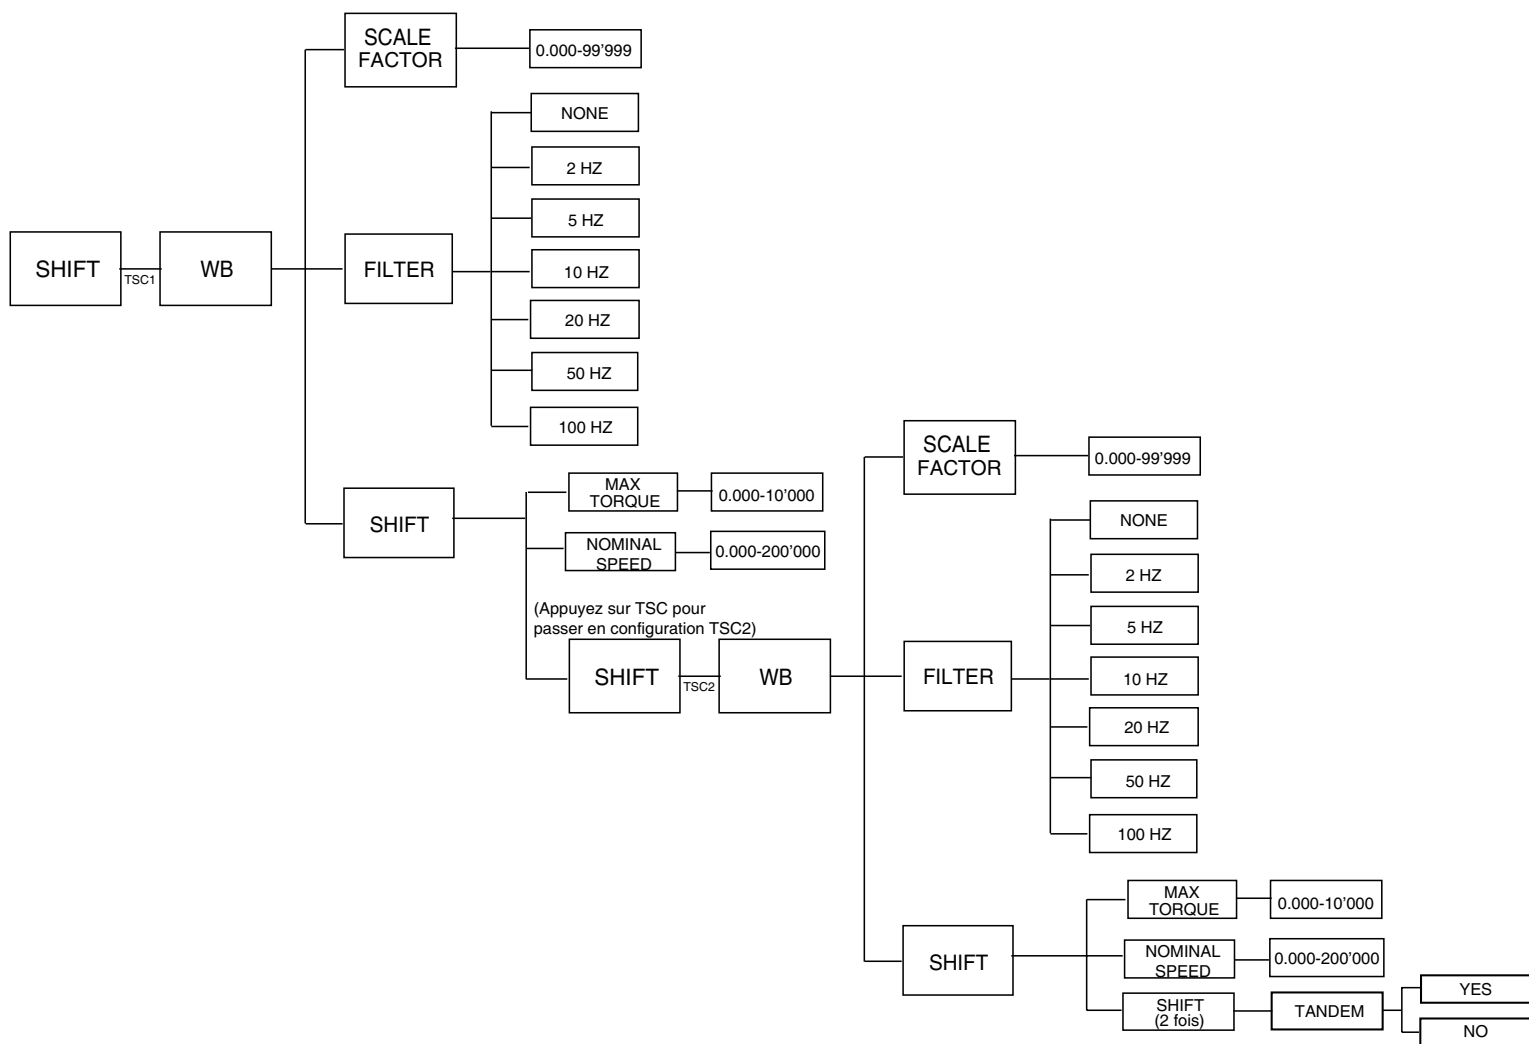 SCALE
FACTOR
0.000-99'999
NONE
2 HZ
5 HZ
SHIFT
TSC1
WB
FILTER
10 HZ
20 HZ
50 HZ
100 HZ
SHIFT
MAX
TORQUE
0.000-10'000
NOMINAL
SPEED
0.000-200'000
(Appuyez sur TSC pour
passer en configuration TSC2)
SHIFT
TSC2
WB
SCALE
FACTOR
0.000-99'999
NONE
2 HZ
5 HZ
FILTER
10 HZ
20 HZ
50 HZ
100 HZ
SHIFT
MAX
TORQUE
0.000-10'000
NOMINAL
SPEED
0.000-200'000
SHIFT
(2 fois)
TANDEM
YES
NO